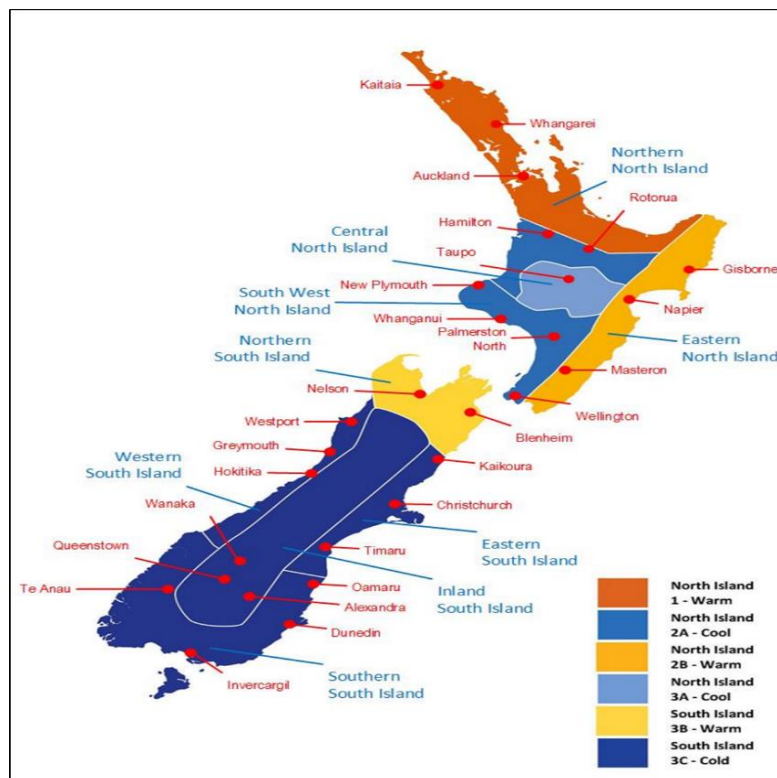 Kaitaia
Whangarei
Auckland
Northern
North Island
Hamilton
Rotorua
Central
North Island
Taupo
Gisborne
New Plymouth
South West
North Island
Napier
Whanganui
Palmerston
North
Eastern
North Island
Northern
South Island
Masteron
Nelson
Wellington
Westport
Blenheim
Greymouth
Western
South Island
Hokitika
Kaikoura
Wanaka
Christchurch
Queenstown
Eastern
South Island
Timaru
Te Anau
Oamaru
Inland
South Island
Alexandra
Dunedin
Southern
South Island
Invercargil
North Island
1 - Warm
North Island
2A - Cool
North Island
2B - Warm
North Island
3A - Cool
South Island
3B - Warm
South Island
3C - Cold